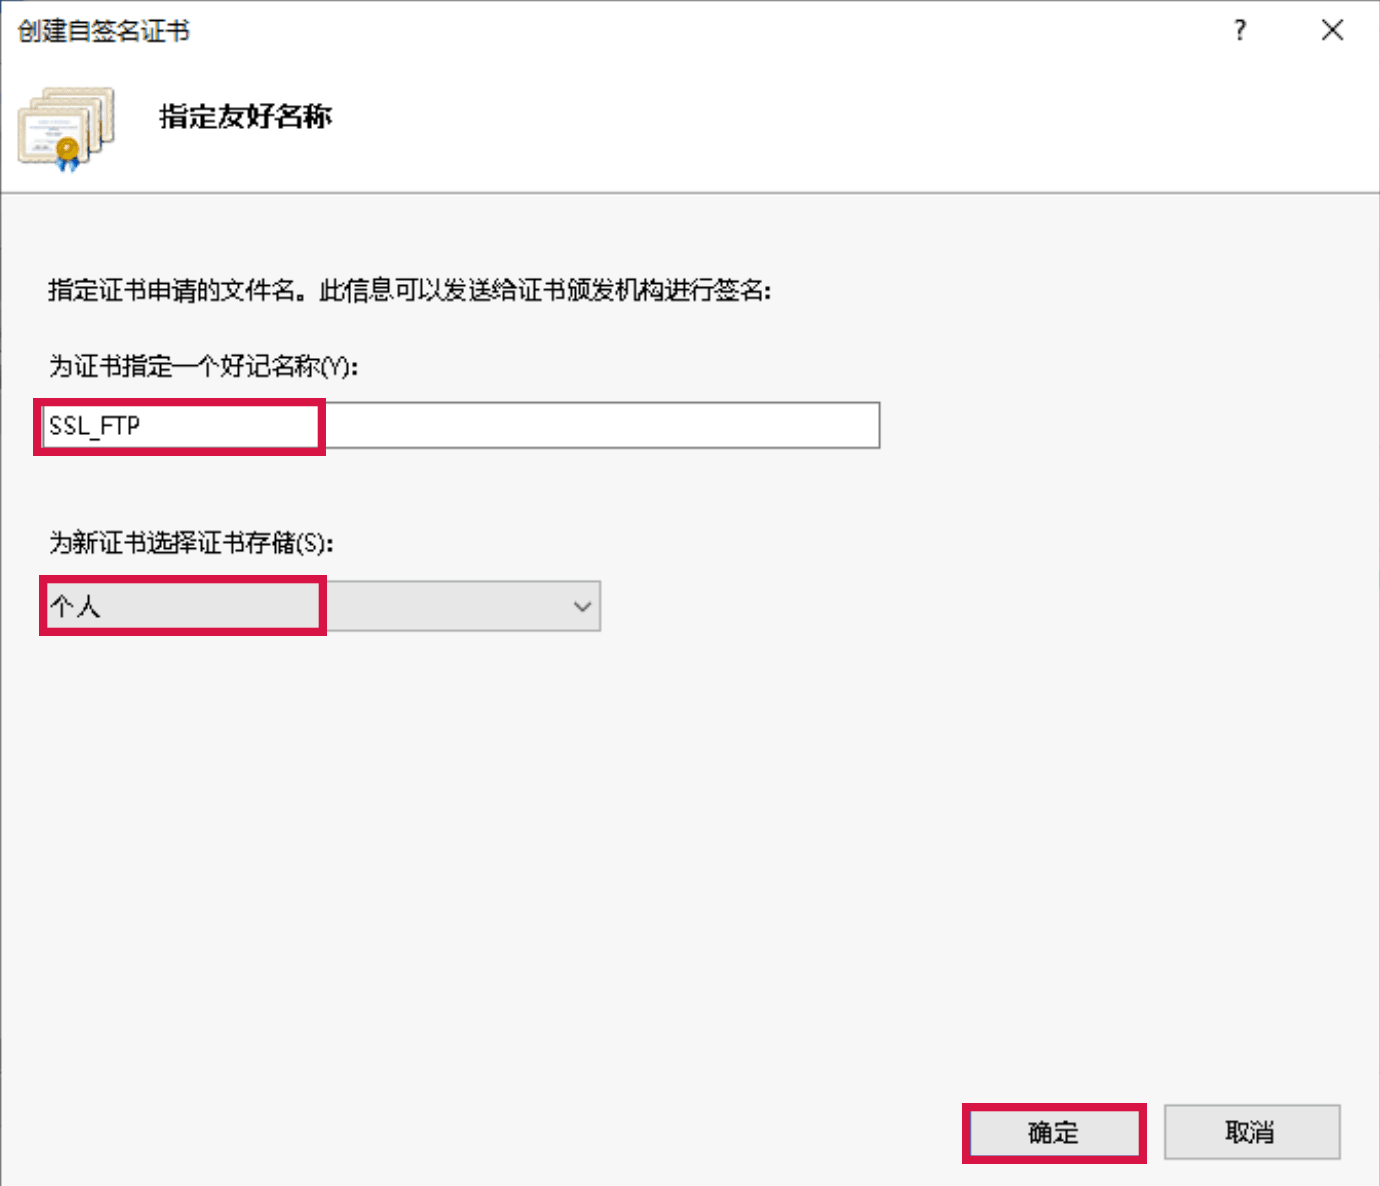 创建自签名证书
?
指定友好名称
指定证书申请的文件名。此信息可以发送给证书颁发机构进行签名:
为证书指定一个好记名称(Y):
SSL_FTP
为新证书选择证书存储(S):
个人
确定 取消